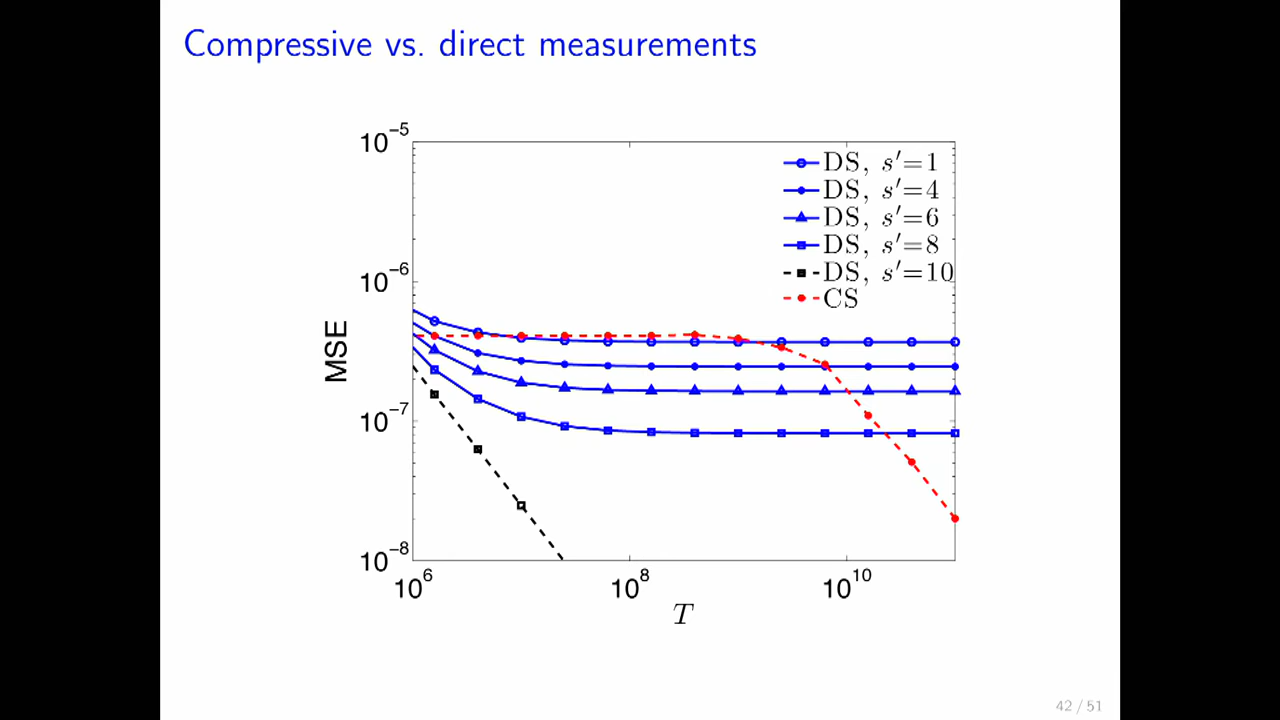 Compressive vs. direct measurements
10^-5
DS, s′=1
DS, s′=4
DS, s′=6
DS, s′=8
DS, s′=10
CS
10^-6
MSE
10^-7
10^-8
10^6 10^8 10^10
T
42 / 51